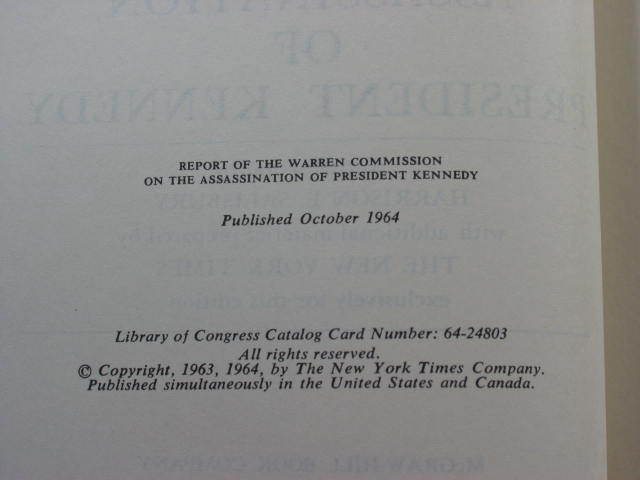 REPORT OF THE WARREN COMMISSION
ON THE ASSASSINATION OF PRESIDENT KENNEDY
Published October 1964
Library of Congress Catalog Card Number: 64-24803
All rights reserved.
© Copyright, 1963, 1964, by The New York Times Company.
Published simultaneously in the United States and Canada.